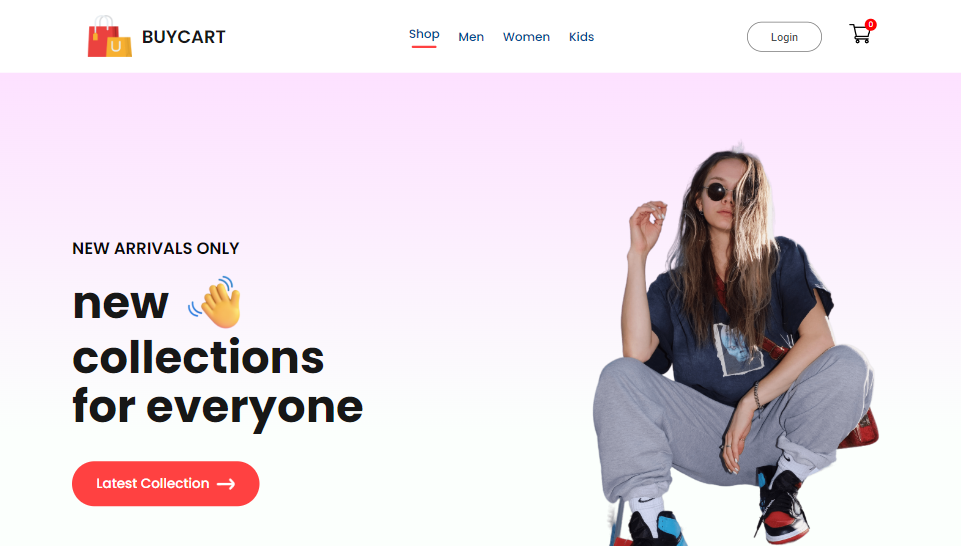 BUYCART
Shop Men Women Kids
Login
0
U
NEW ARRIVALS ONLY
new
collections
for everyone
Latest Collection